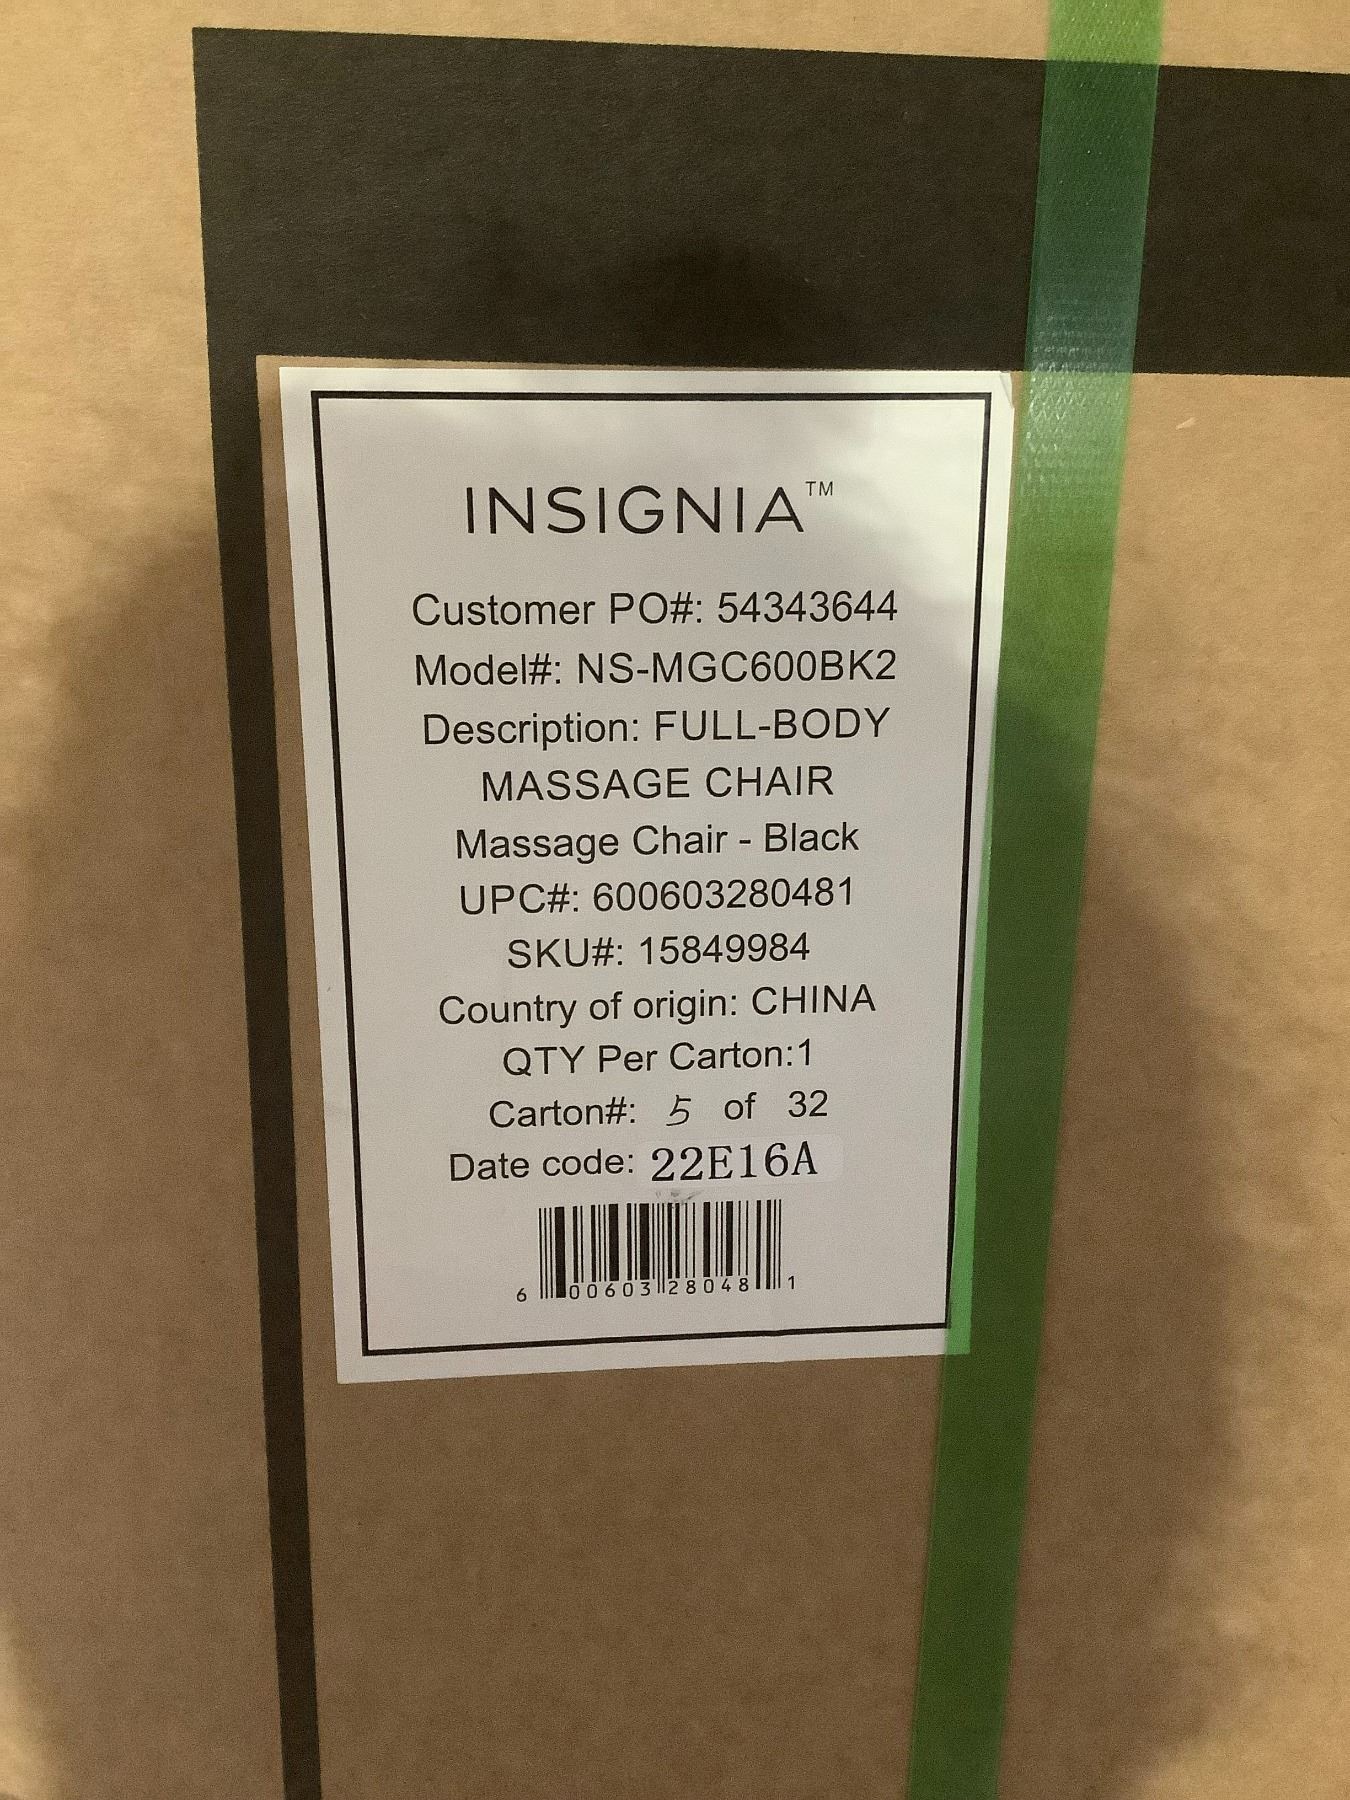 INSIGNIA™
Customer PO#: 54343644
Model#: NS-MGC600BK2
Description: FULL-BODY
MASSAGE CHAIR
Massage Chair - Black
UPC#: 600603280481
SKU#: 15849984
Country of origin: CHINA
QTY Per Carton:1
Carton#: 5 of 32
Date code: 22E16A
6 00603 28048 1